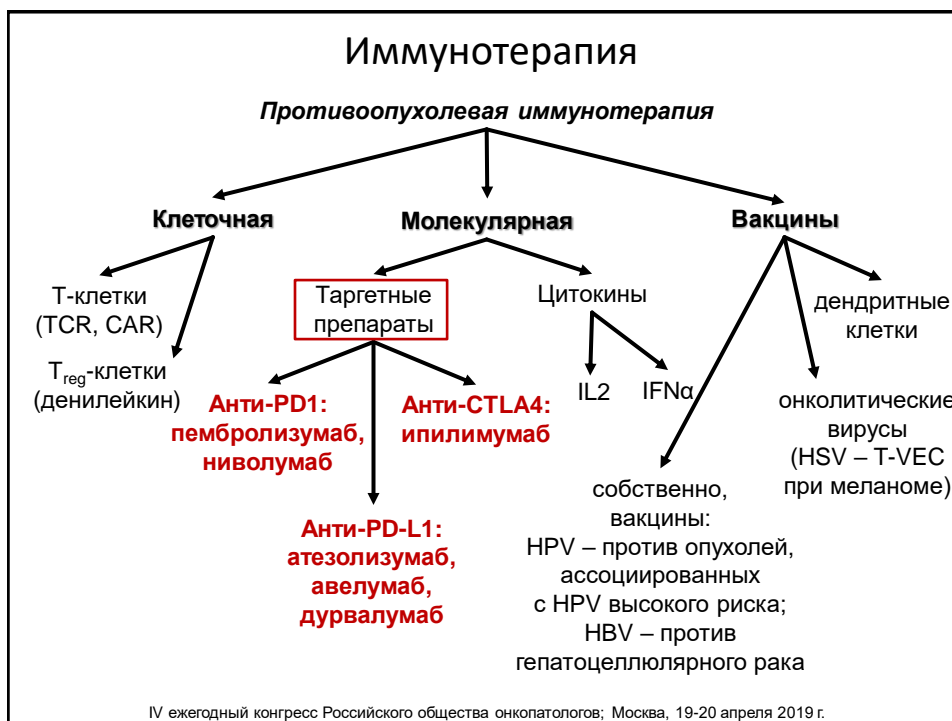 Иммунотерапия
Противоопухолевая иммунотерапия
Клеточная
Молекулярная
Вакцины
Т-клетки
(TCR, CAR)
Treg-клетки
(денилейкин)
Таргетные
препараты
Цитокины
IL2
IFNα
Анти-PD1:
пембролизумаб,
ниволумаб
Анти-CTLA4:
ипилимумаб
Анти-PD-L1:
атезолизумаб,
авелумаб,
дурвалумаб
дендритные
клетки
онколитические
вирусы
(HSV – T-VEC
при меланоме)
собственно,
вакцины:
HPV – против опухолей,
ассоциированных
с HPV высокого риска;
HBV – против
гепатоцеллюлярного рака
IV ежегодный конгресс Российского общества онкопатологов; Москва, 19-20 апреля 2019 г.